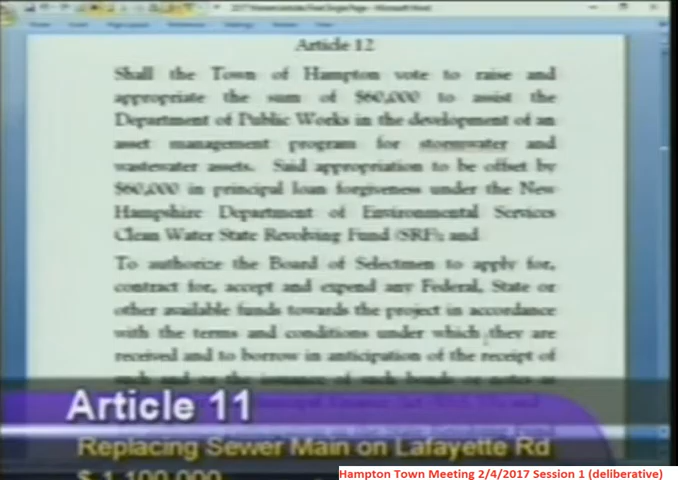 Article 12
Shall the Town of Hampton vote to raise and
appropriate the sum of $60,000 to assist the
Department of Public Works in the development of an
asset management program for stormwater and
wastewater assets. Said appropriation to be offset by
$60,000 in principal loan forgiveness under the New
Hampshire Department of Environmental Services
Clean Water State Revolving Fund (SRF); and
To authorize the Board of Selectmen to apply for,
contract for, accept and expend any Federal, State or
other available funds towards the project in accordance
with the terms and conditions under which they are
received and to borrow in anticipation of the receipt of
Article 11
Replacing Sewer Main on Lafayette Rd
$ 1,100,000
Hampton Town Meeting 2/4/2017 Session 1 (deliberative)